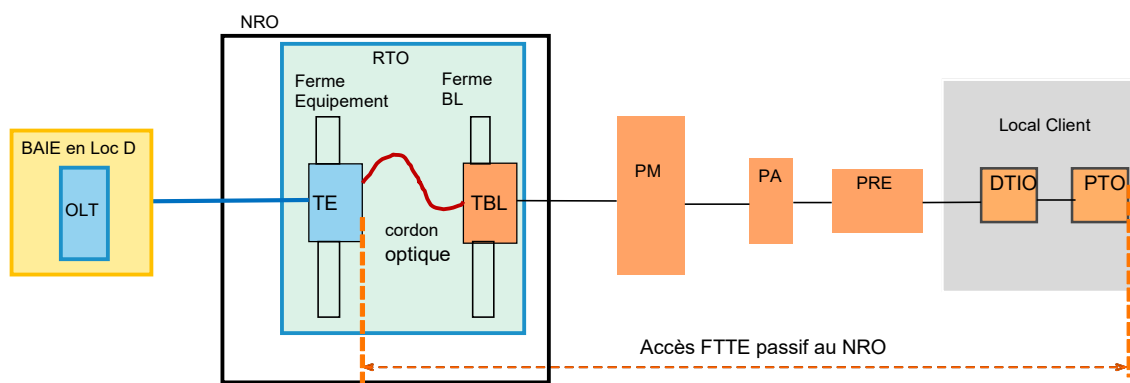 NRO
RTO
Ferme
Equipement
Ferme
BL
BAIE en Loc D
OLT
TE
TBL
cordon
optique
PM
PA
PRE
Local Client
DTIO
PTO
Accès FTTE passif au NRO